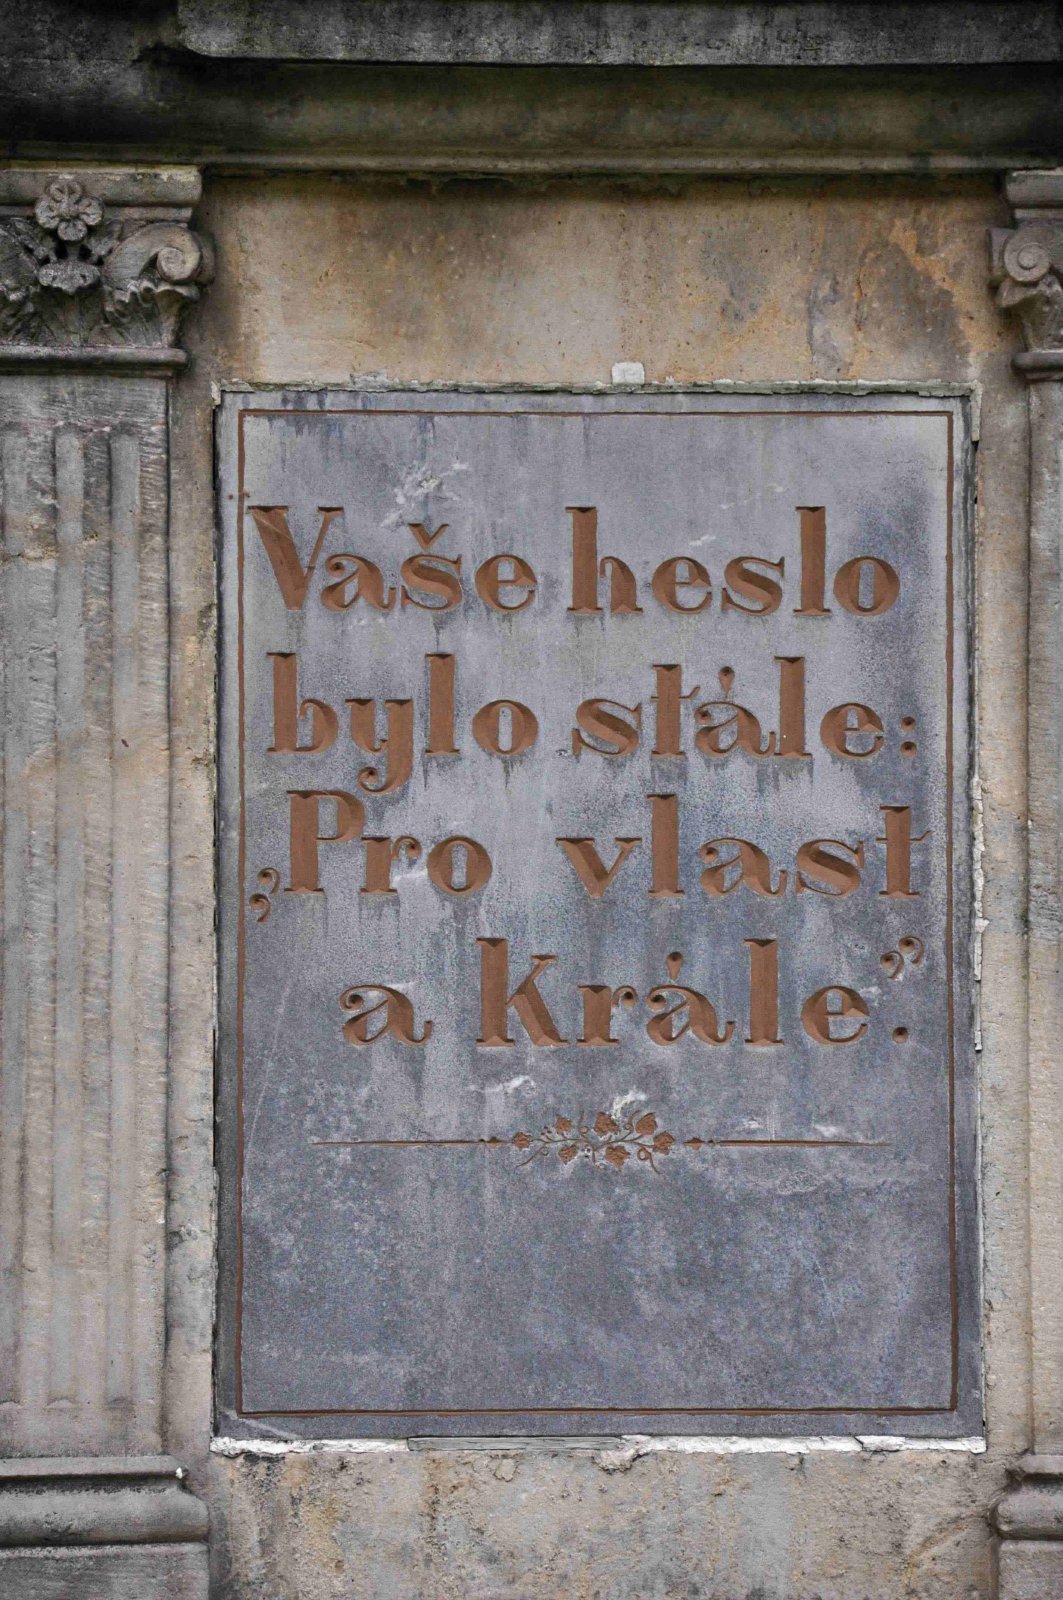 Vaše heslo
bylo stále:
„Pro vlast
a Krále”.